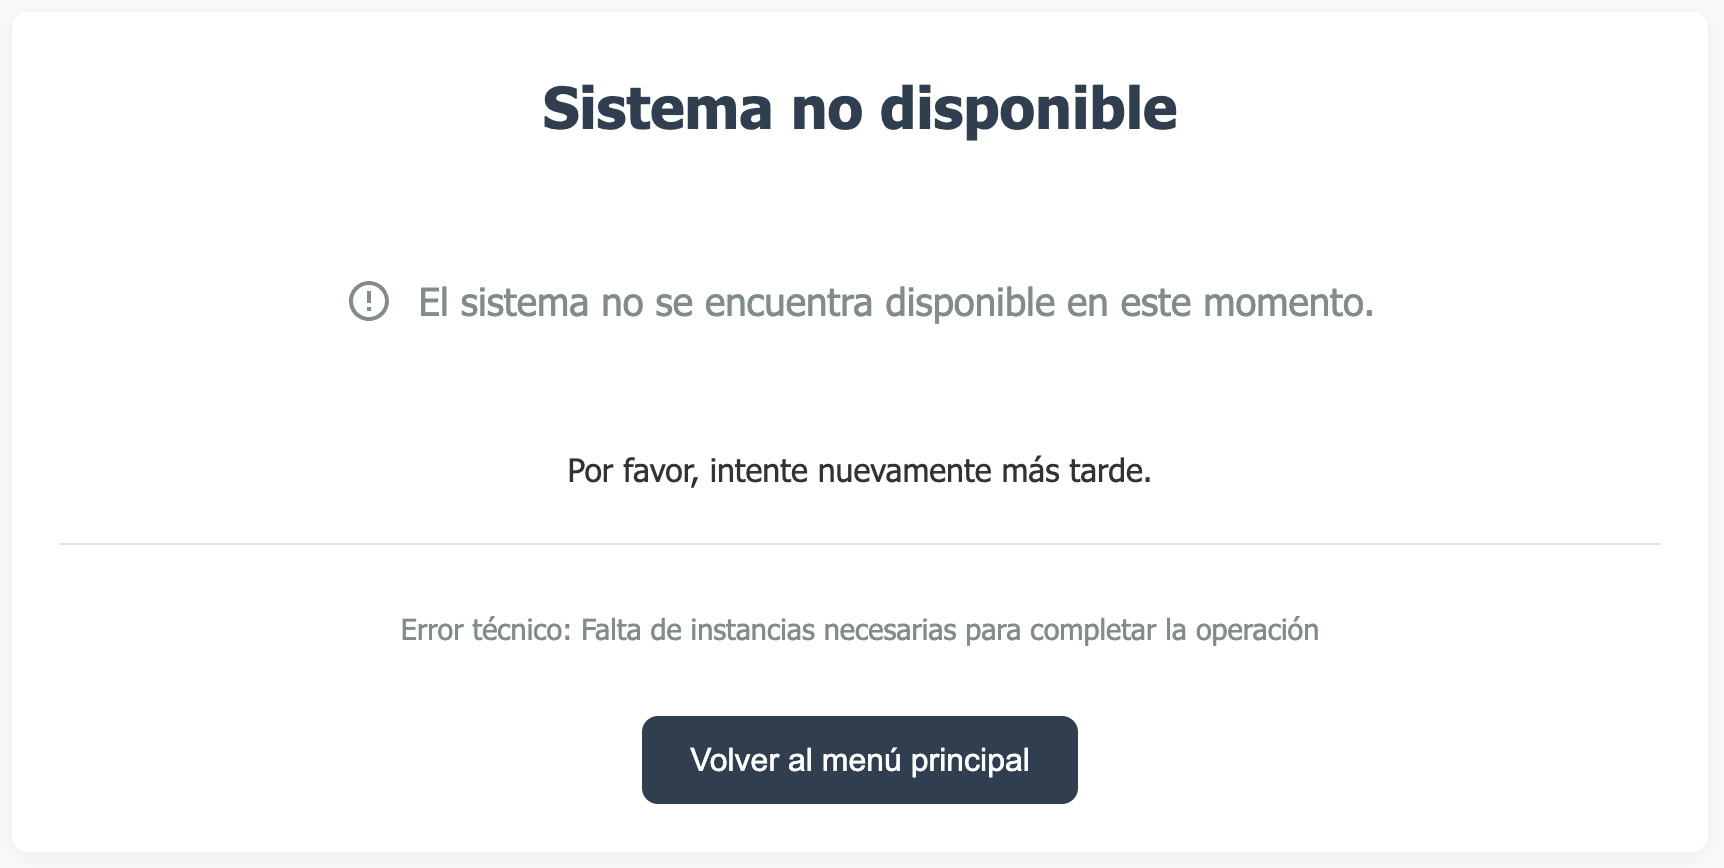 Sistema no disponible
El sistema no se encuentra disponible en este momento.
Por favor, intente nuevamente más tarde.
Error técnico: Falta de instancias necesarias para completar la operación
Volver al menú principal